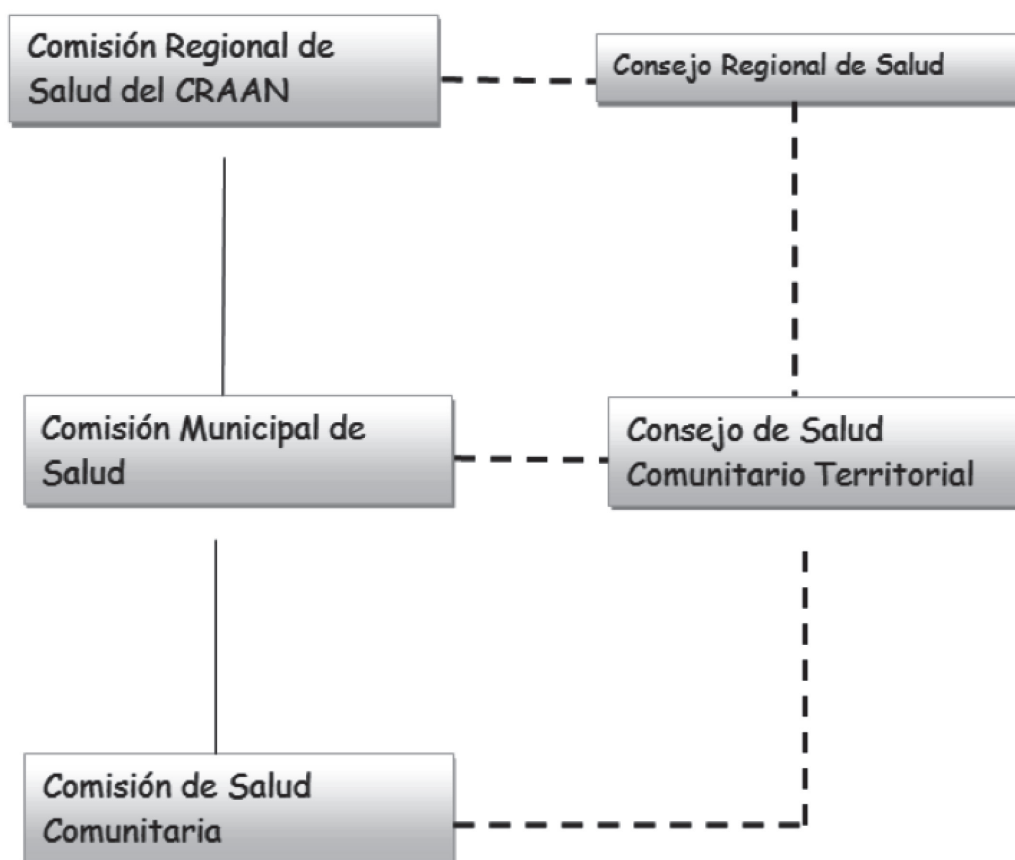 Comisión Regional de
Salud del CRAAN
Consejo Regional de Salud
Comisión Municipal de
Salud
Consejo de Salud
Comunitario Territorial
Comisión de Salud
Comunitaria